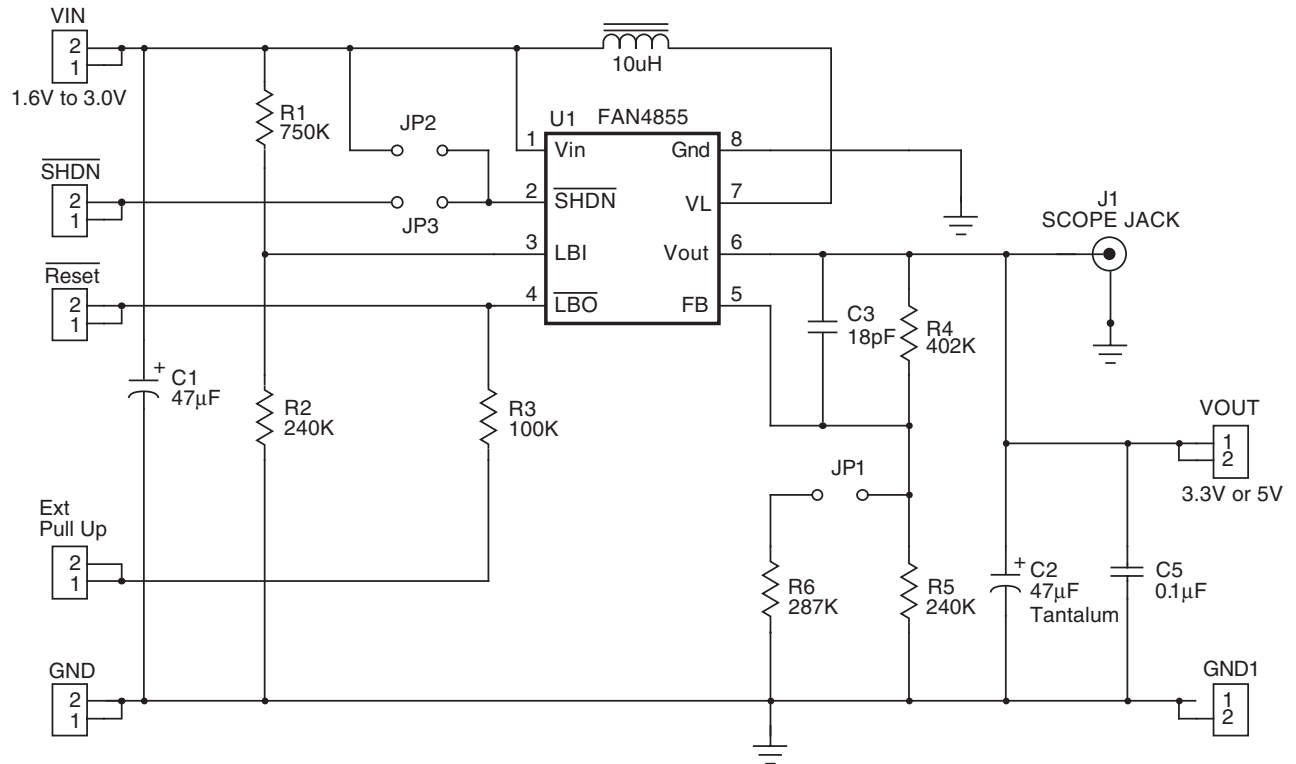 VIN
2
1
1.6V to 3.0V
10uH
R1
750K
JP2
U1
FAN4855
1
Vin
Gnd
8
SHDN
2
1
JP3
2
SHDN
VL
7
J1
SCOPE JACK
3
LBI
Vout
6
Reset
2
1
4
LBO
FB
5
C3
18pF
R4
402K
+
C1
47µF
R2
240K
R3
100K
VOUT
1
2
3.3V or 5V
JP1
Ext
Pull Up
2
1
R6
287K
R5
240K
+
C2
47µF
Tantalum
C5
0.1µF
GND
2
1
GND1
1
2